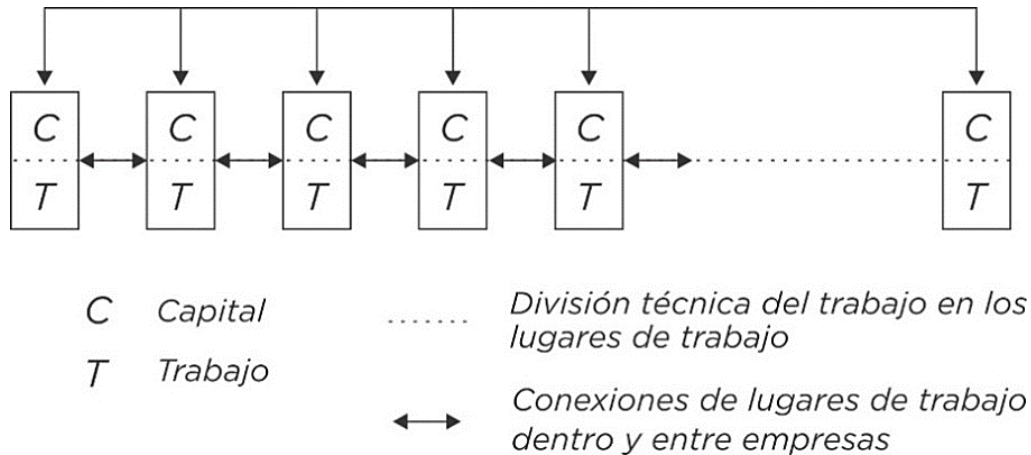 C C C C C C
T T T T T T
C Capital
T Trabajo
........ División técnica del trabajo en los
lugares de trabajo
Conexiones de lugares de trabajo
dentro y entre empresas